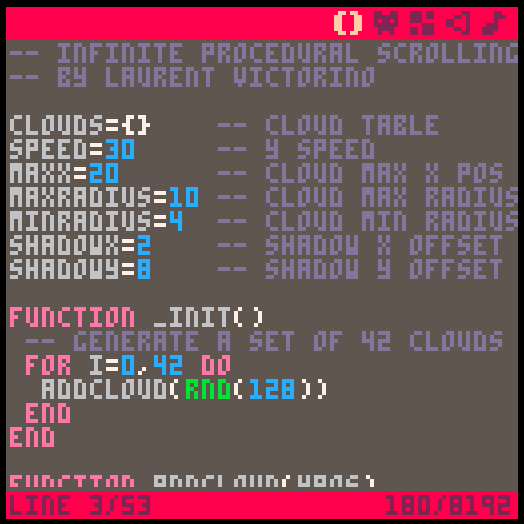 -- INFINITE PROCEDURAL SCROLLING
-- BY LAURENT VICTORINO
CLOUDS={} -- CLOUD TABLE
SPEED=30 -- Y SPEED
MAXX=20 -- CLOUD MAX X POS
MAXRADIUS=10 -- CLOUD MAX RADIUS
MINRADIUS=4 -- CLOUD MIN RADIUS
SHADOWX=2 -- SHADOW X OFFSET
SHADOWY=8 -- SHADOW Y OFFSET
FUNCTION _INIT()
-- GENERATE A SET OF 42 CLOUDS
FOR I=0,42 DO
ADDCLOUD(RND(128))
END
END
FUNCTION ADDCLOUD(
LINE 3/53 180/8192